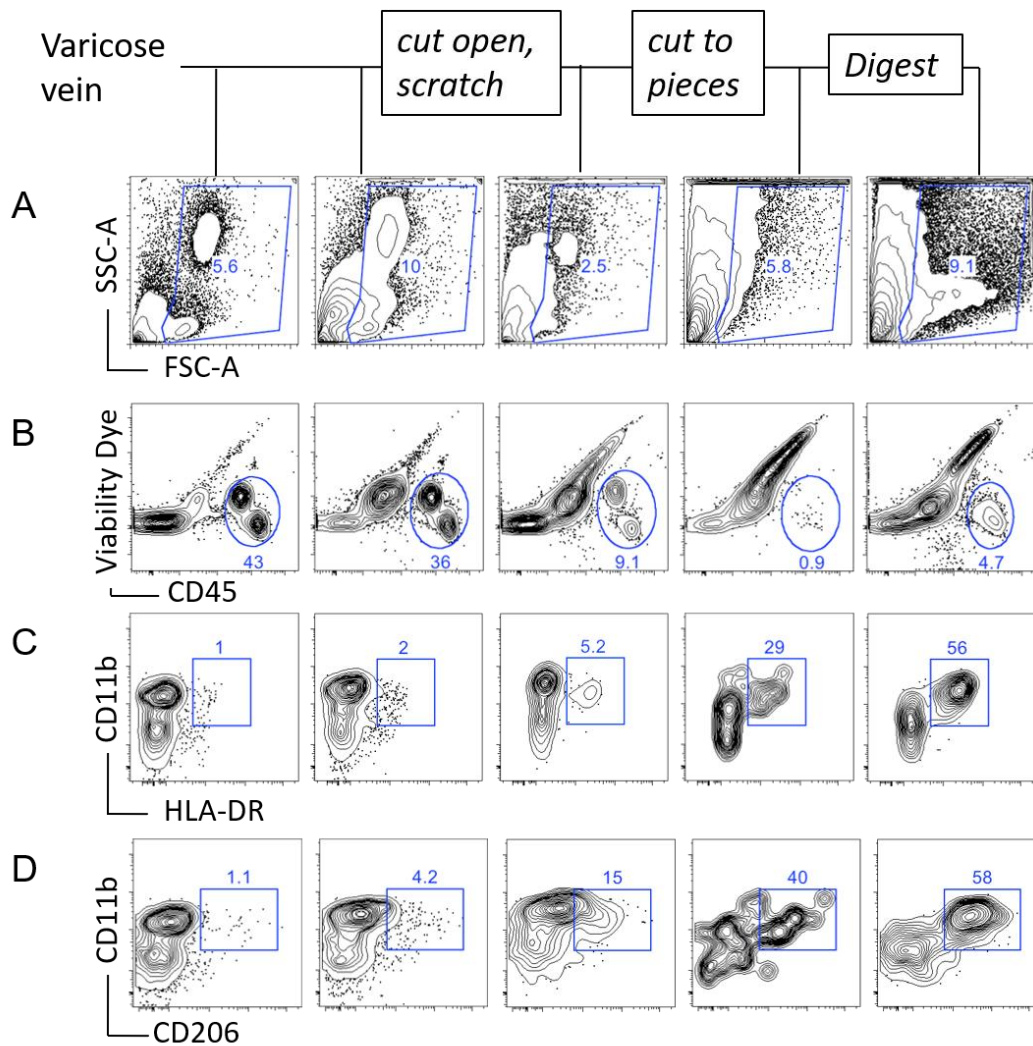 Varicose
vein
cut open,
scratch
cut to
pieces
Digest
A
SSC-A
5.6
10
2.5
5.8
9.1
FSC-A
B
Viability Dye
43
36
9.1
0.9
4.7
CD45
C
CD11b
1
2
5.2
29
56
HLA-DR
D
CD11b
1.1
4.2
15
40
58
CD206